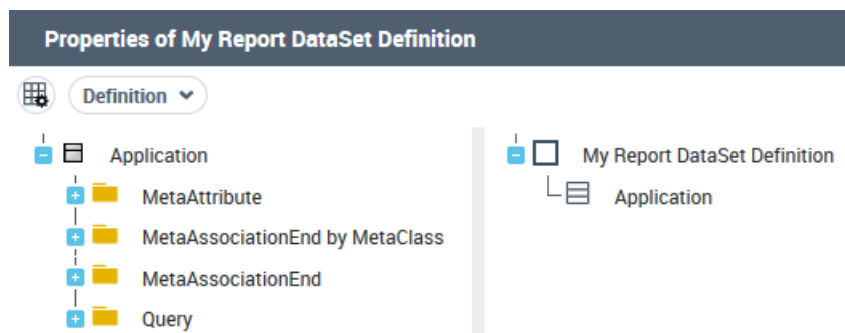 Properties of My Report DataSet Definition
Definition
Application
MetaAttribute
MetaAssociationEnd by MetaClass
MetaAssociationEnd
Query
My Report DataSet Definition
Application